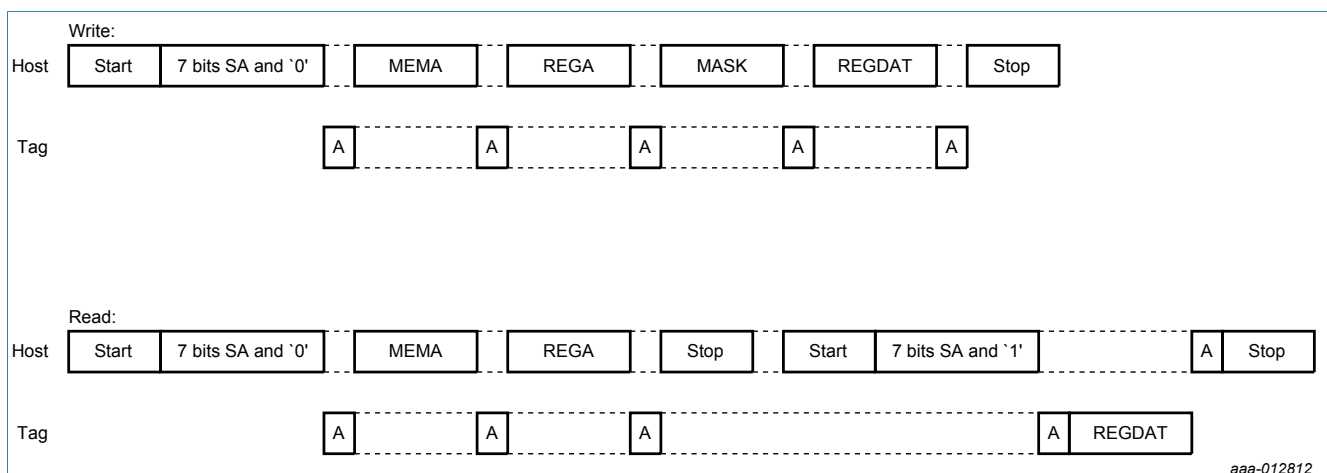 Write:
Host Start 7 bits SA and `0' MEMA REGA MASK REGDAT Stop
Tag A A A A A
Read:
Host Start 7 bits SA and `0' MEMA REGA Stop Start 7 bits SA and `1' A Stop
Tag A A A A REGDAT
aaa-012812